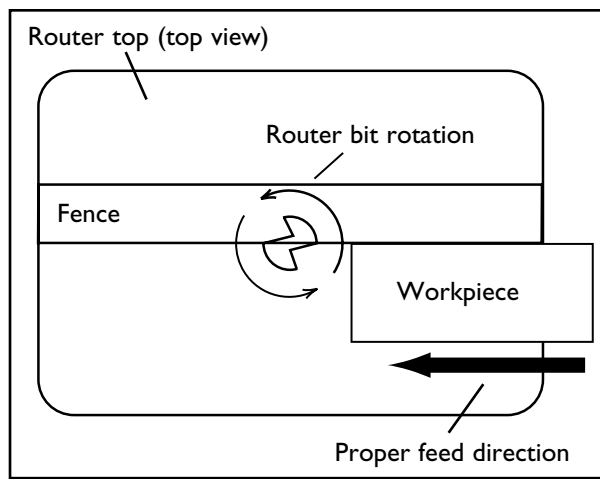 Router top (top view)
Router bit rotation
Fence
Workpiece
Proper feed direction